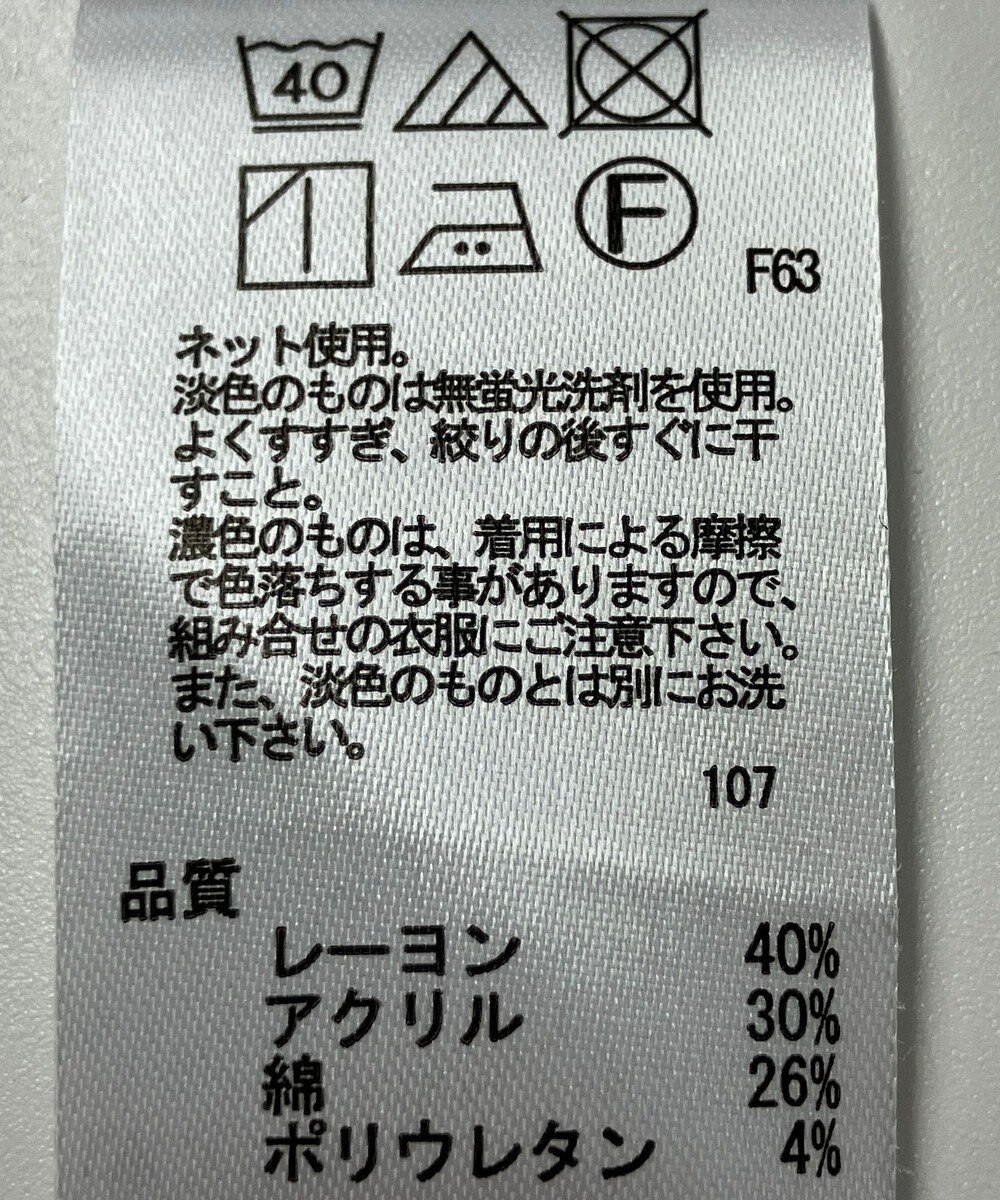 40
F
F63
ネット使用。
淡色のものは無蛍光洗剤を使用。
よくすすぎ、絞りの後すぐに干
すこと。
濃色のものは、着用による摩擦
で色落ちする事がありますので、
組み合せの衣服にご注意下さい。
また、淡色のものとは別にお洗
い下さい。
107
品質
レーヨン 40%
アクリル 30%
綿 26%
ポリウレタン 4%